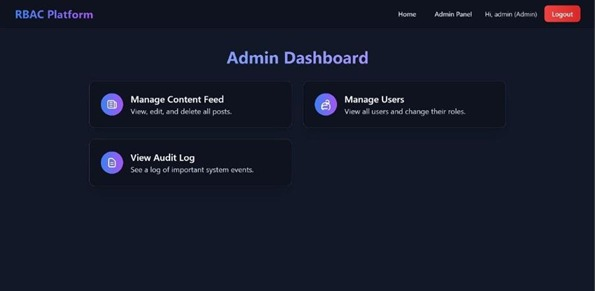 RBAC Platform
Home Admin Panel Hi, admin (Admin) Logout
Admin Dashboard
Manage Content Feed
View, edit, and delete all posts.
Manage Users
View all users and change their roles.
View Audit Log
See a log of important system events.